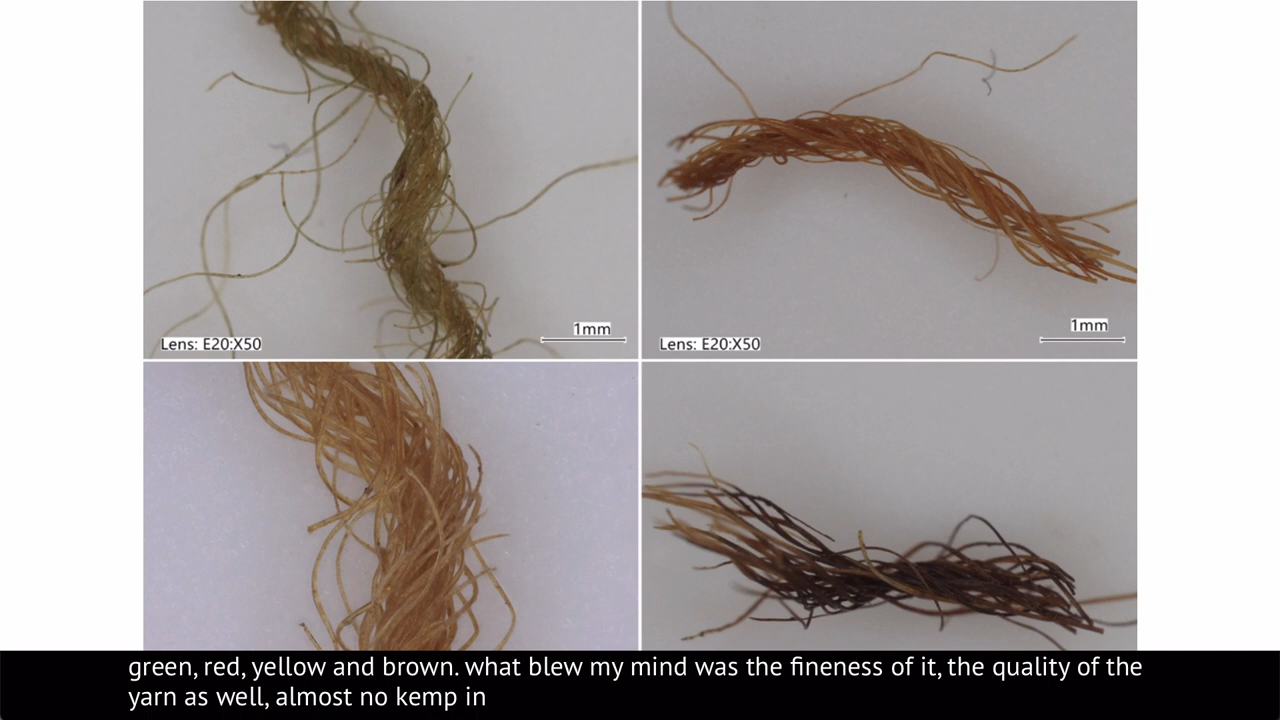 1mm
1mm
Lens: E20:X50
Lens: E20:X50
green, red, yellow and brown. what blew my mind was the fineness of it, the quality of the
yarn as well, almost no kemp in